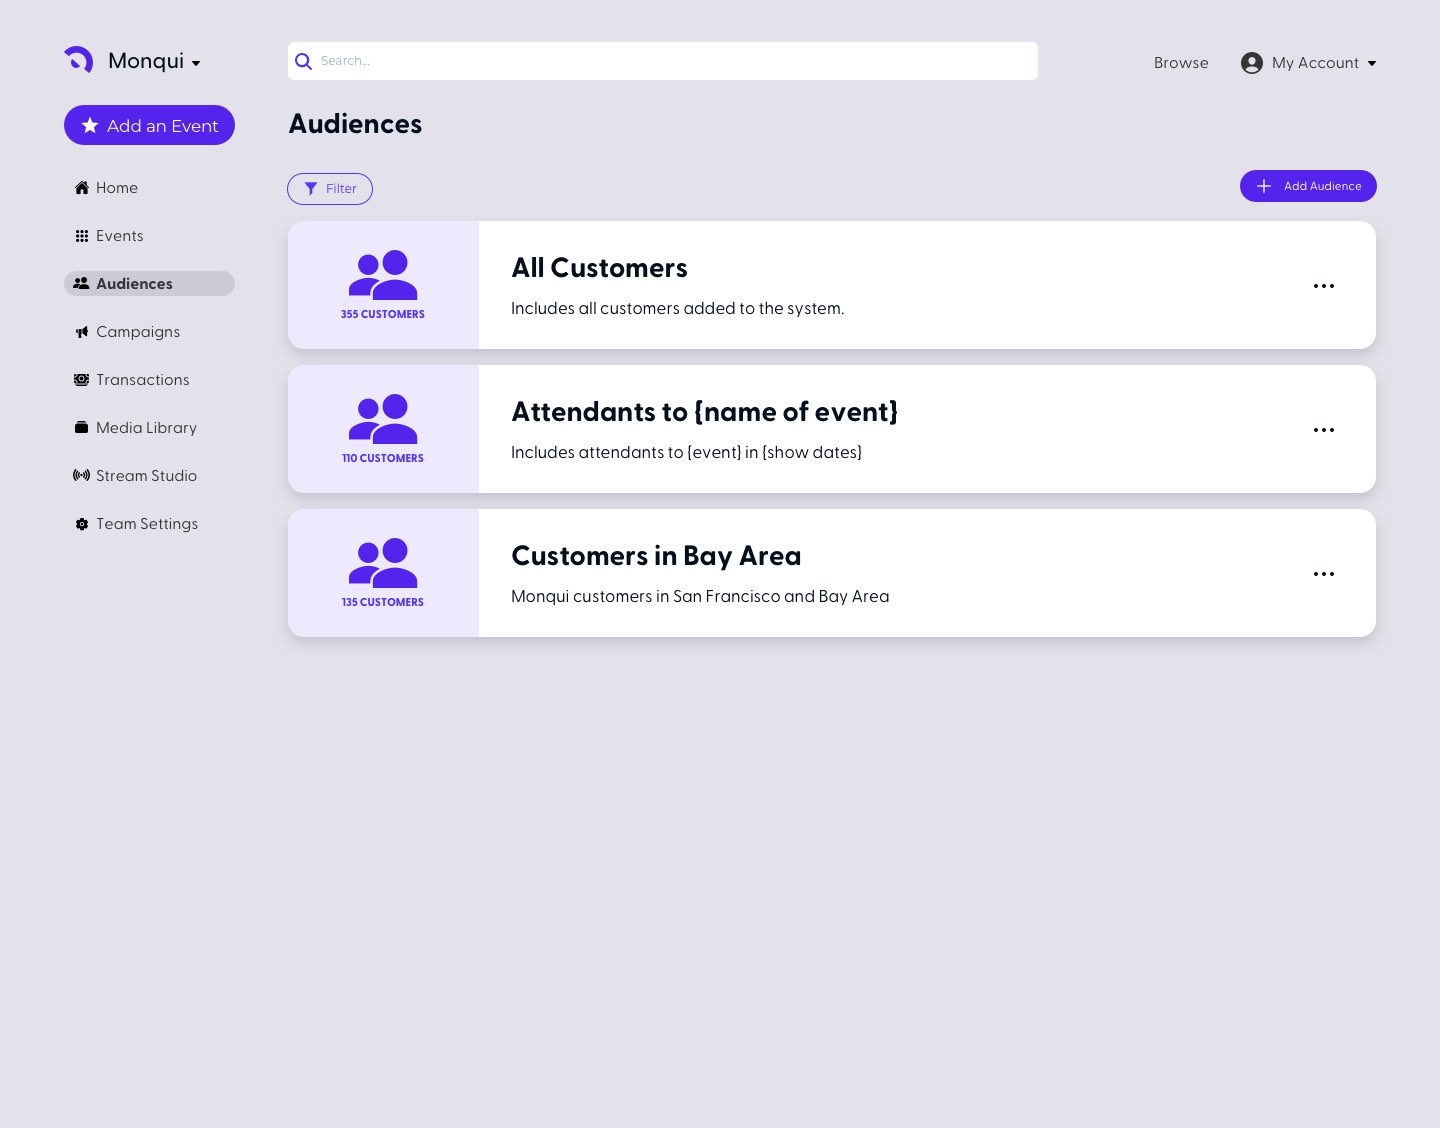 Monqui
Search...
Browse
My Account
Add an Event
Audiences
Home
Events
Audiences
Campaigns
Transactions
Media Library
Stream Studio
Team Settings
Filter
Add Audience
355 CUSTOMERS
All Customers
Includes all customers added to the system.
110 CUSTOMERS
Attendants to {name of event}
Includes attendants to {event} in {show dates}
135 CUSTOMERS
Customers in Bay Area
Monqui customers in San Francisco and Bay Area